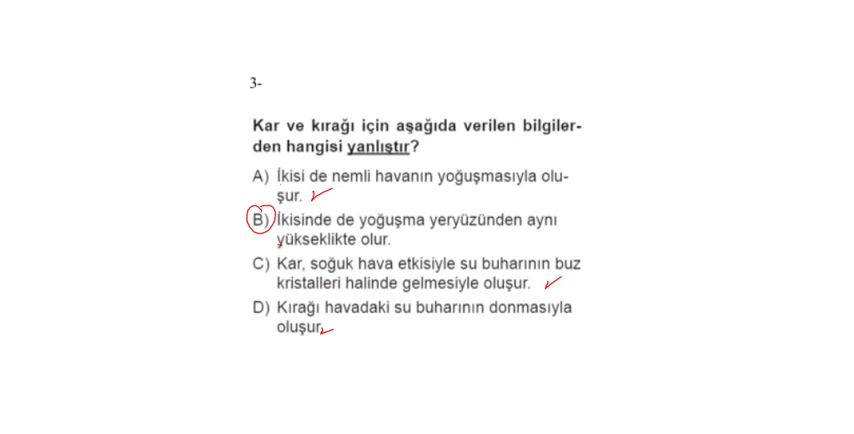 3-
Kar ve kırağı için aşağıda verilen bilgiler-
den hangisi yanlıştır?
A) İkisi de nemli havanın yoğuşmasıyla olu-
şur.
B) İkisinde de yoğuşma yeryüzünden aynı
yükseklikte olur.
C) Kar, soğuk hava etkisiyle su buharının buz
kristalleri halinde gelmesiyle oluşur.
D) Kırağı havadaki su buharının donmasıyla
oluşur.